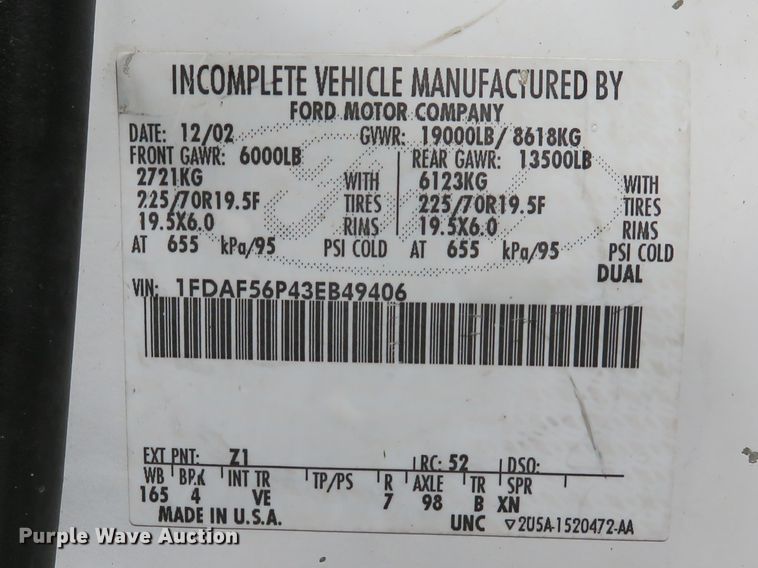 INCOMPLETE VEHICLE MANUFACTURED BY
FORD MOTOR COMPANY
DATE: 12/02 GVWR: 19000LB/ 8618KG
FRONT GAWR: 6000LB REAR GAWR: 13500LB
2721KG WITH 6123KG WITH
225/70R19.5F TIRES 225/70R19.5F TIRES
19.5X6.0 RIMS 19.5X6.0 RIMS
AT 655 kPa/95 PSI COLD AT 655 kPa/95 PSI COLD
DUAL
VIN: 1FDAF56P43EB49406
EXT PNT: Z1 RC: 52 DSO:
WB BRK INT TR TP/PS R AXLE TR SPR
165 4 VE 7 98 B XN
MADE IN U.S.A. UNC ▽2U5A-1520472-AA
Purple Wave Auction